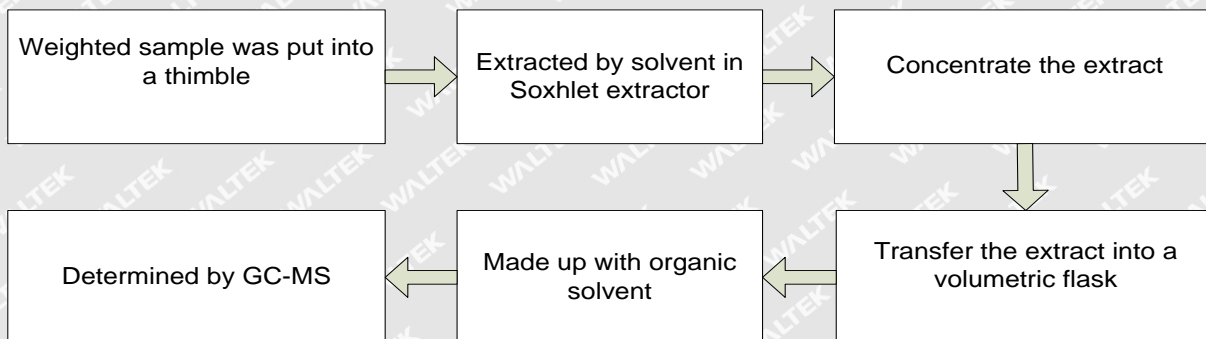 Weighted sample was put into
a thimble
Extracted by solvent in
Soxhlet extractor
Concentrate the extract
Transfer the extract into a
volumetric flask
Made up with organic
solvent
Determined by GC-MS
WALTEK